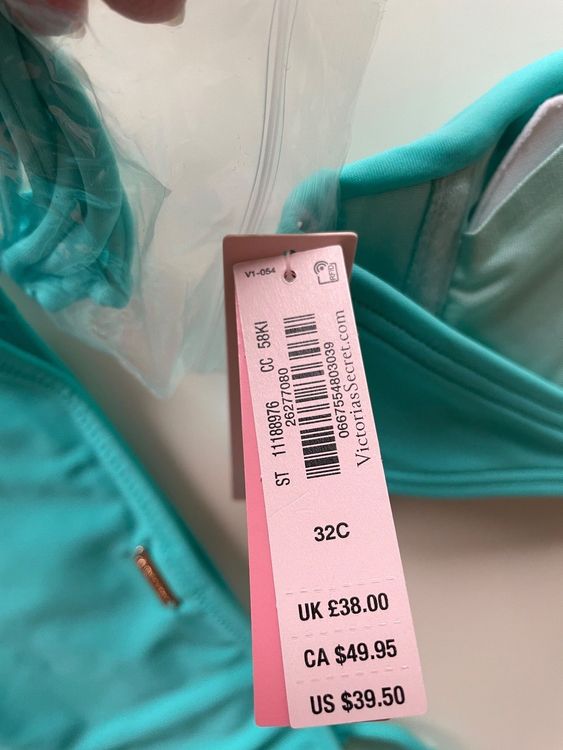 V1-054
RFID
ST 11188976 CC 58KI
26277080
0667554803039
VictoriasSecret.com
32C
UK £38.00
CA $49.95
US $39.50